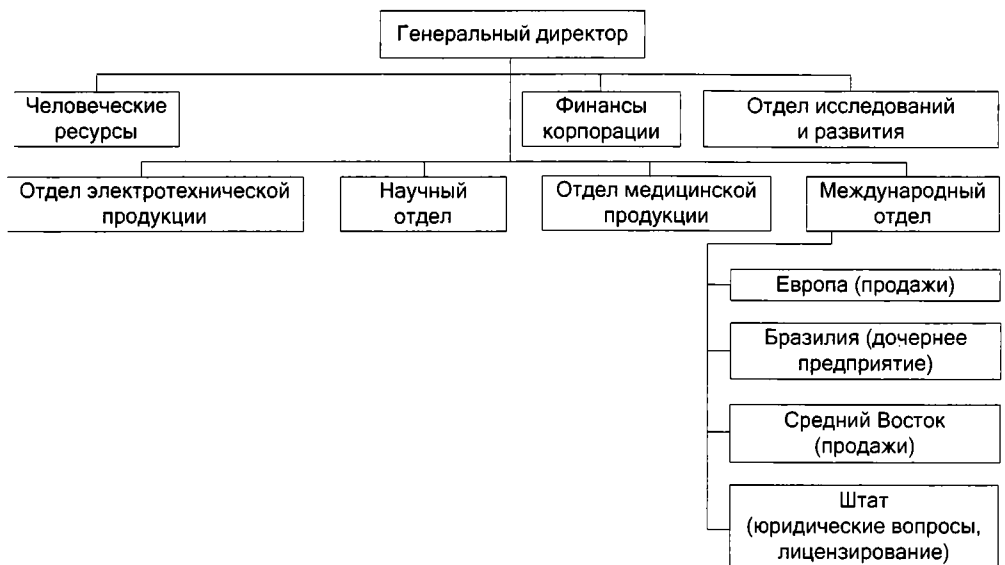 Генеральный директор
Человеческие
ресурсы
Финансы
корпорации
Отдел исследований
и развития
Отдел электротехнической
продукции
Научный
отдел
Отдел медицинской
продукции
Международный
отдел
Европа (продажи)
Бразилия (дочернее
предприятие)
Средний Восток
(продажи)
Штат
(юридические вопросы,
лицензирование)